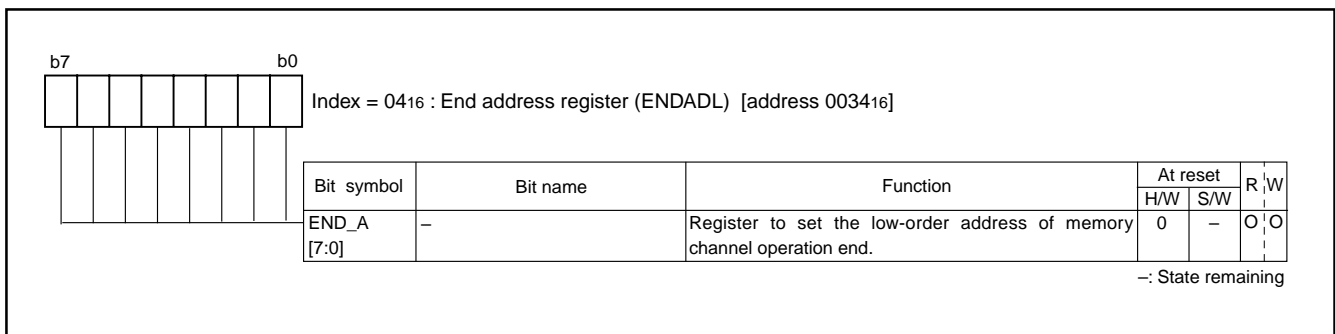 b7 b0
Index = 0416 : End address register (ENDADL) [address 003416]
Bit symbol Bit name Function At reset R W
H/W S/W
END_A – Register to set the low-order address of memory 0 – O O
[7:0] channel operation end.
–: State remaining